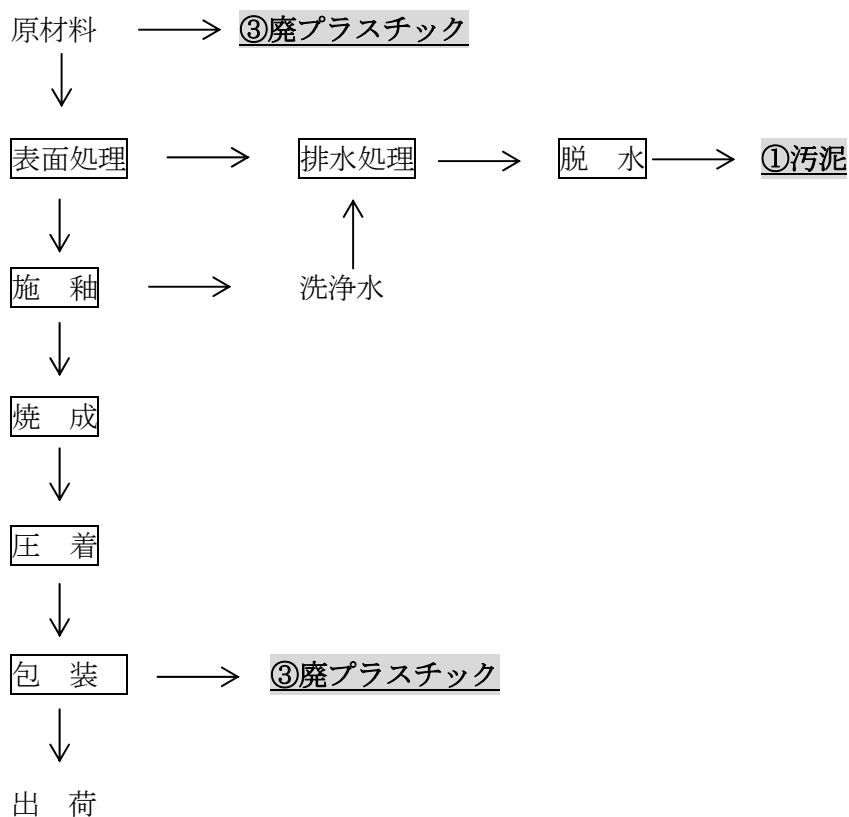 原材料 ③廃プラスチック
表面処理 排水処理 脱　水 ①汚泥
施　釉 洗浄水
焼　成
圧　着
包　装 ③廃プラスチック
出　荷